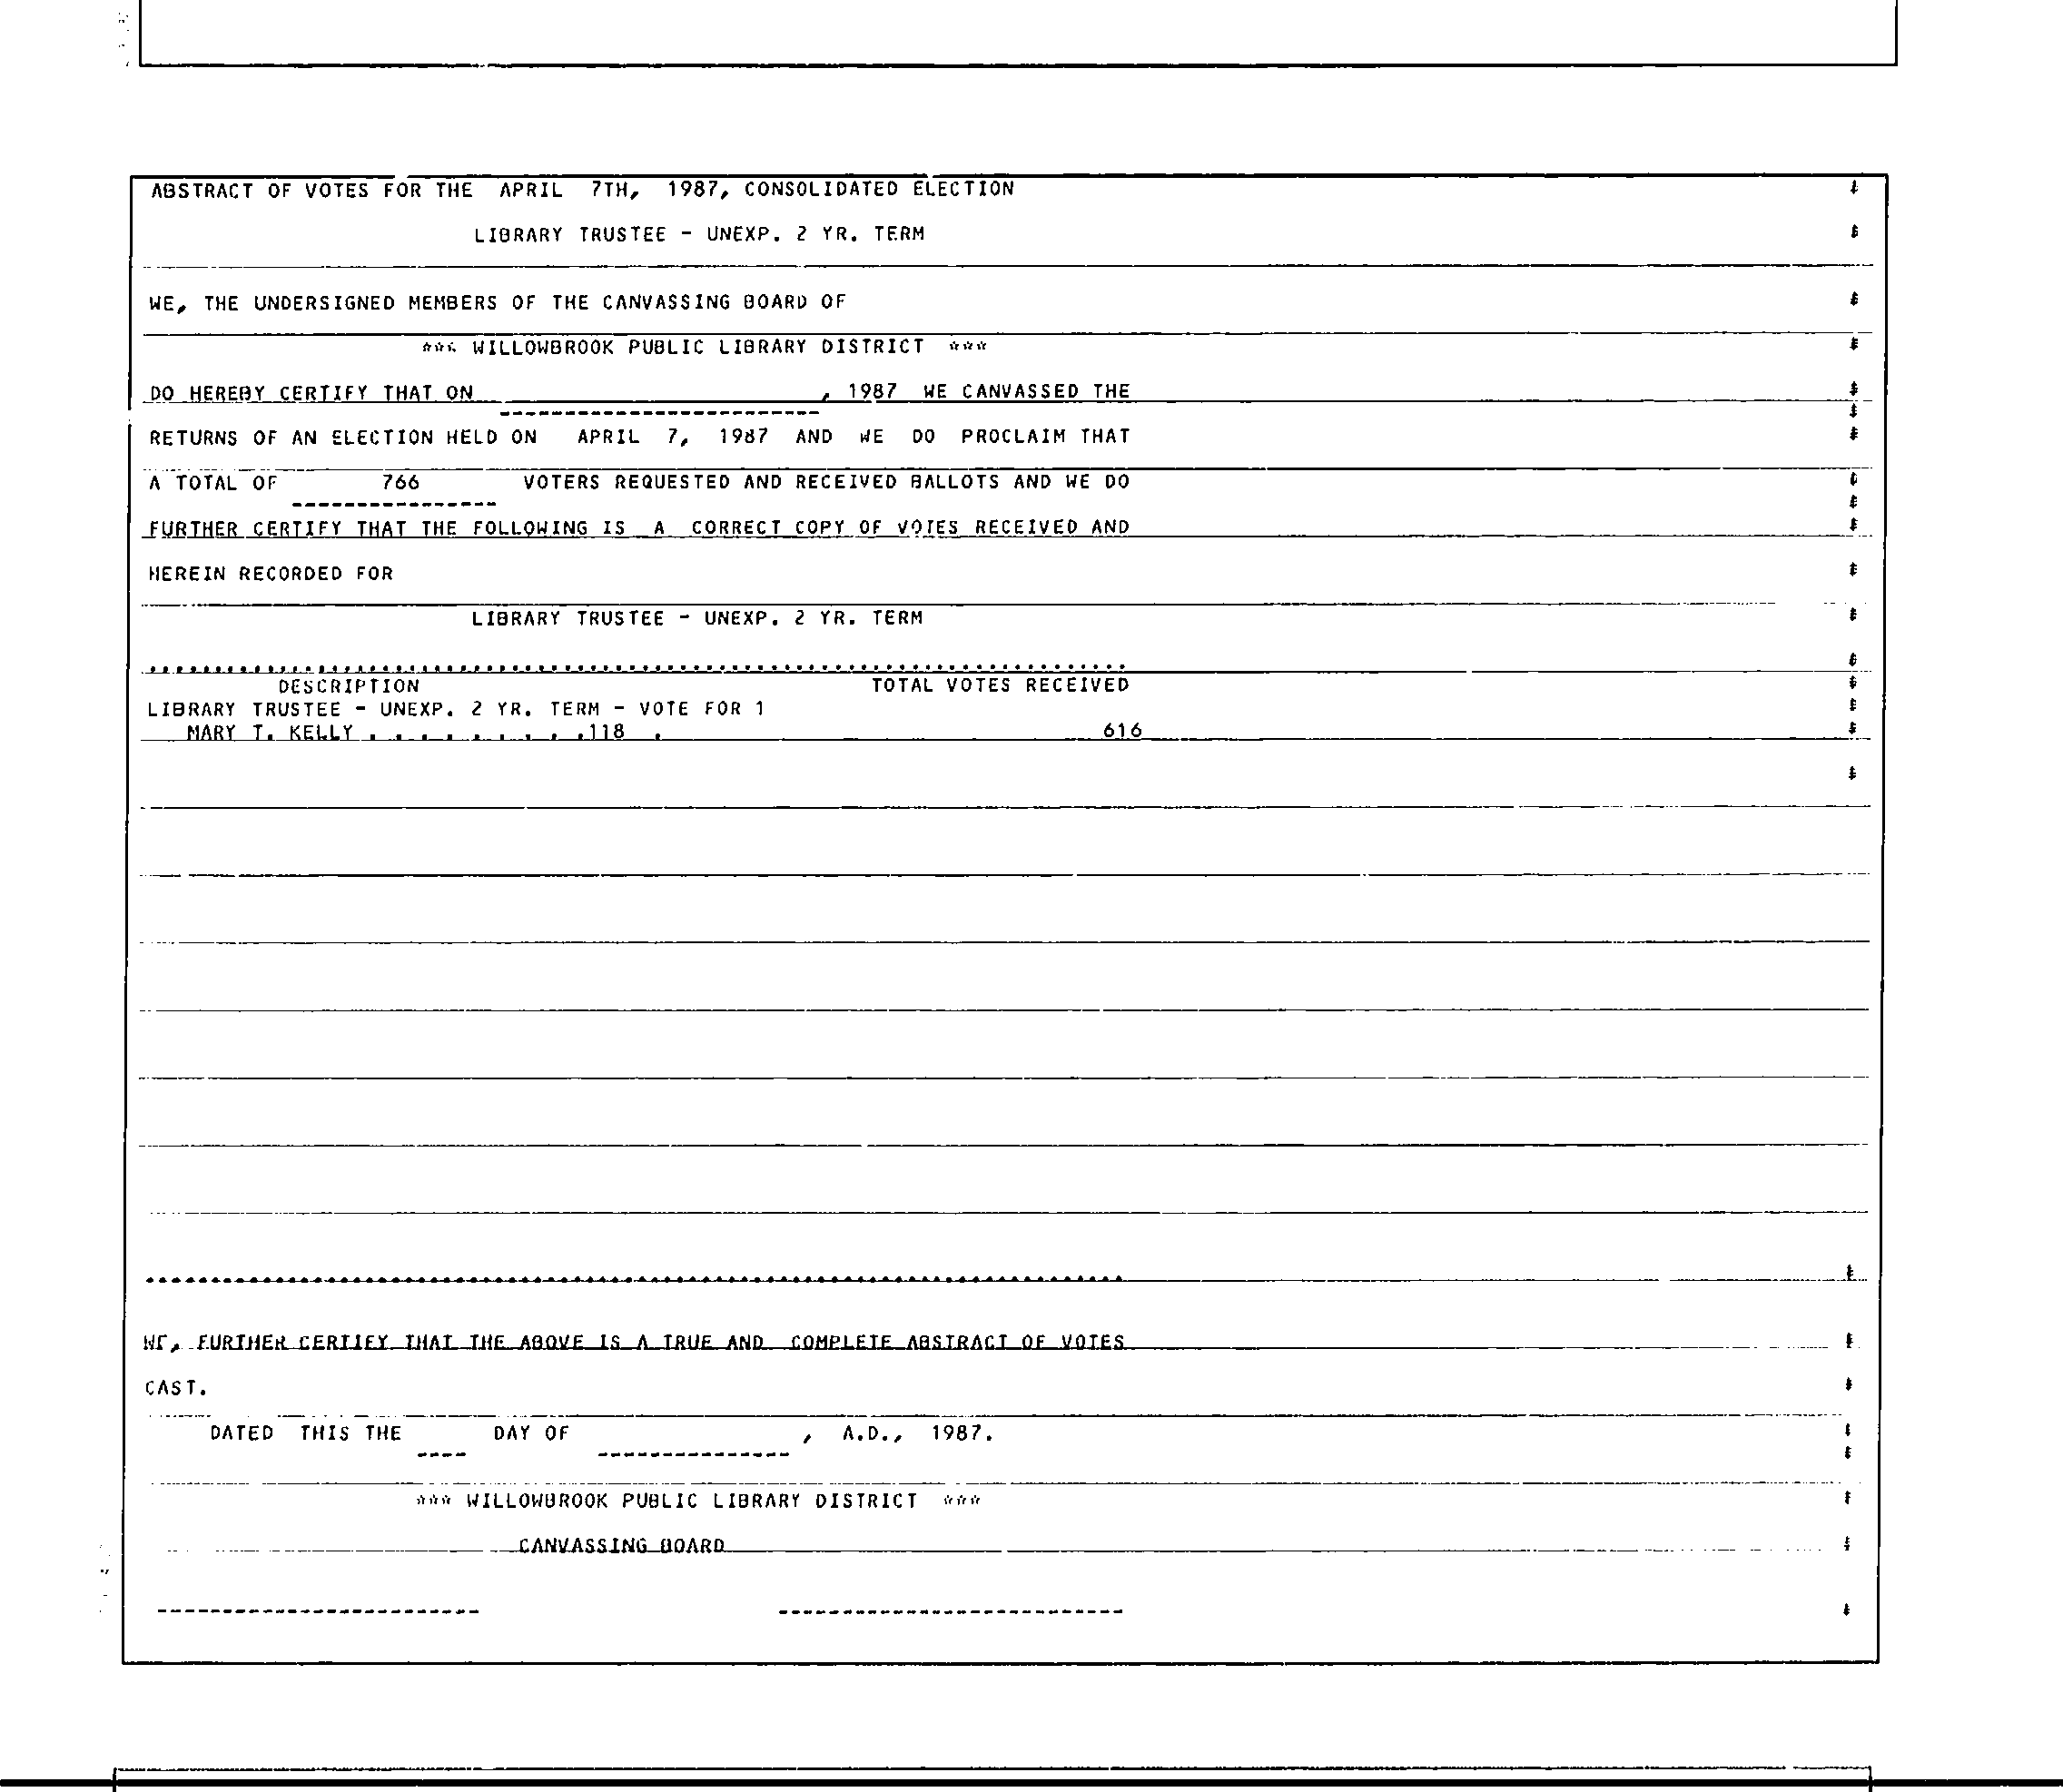 ABSTRACT OF VOTES FOR THE APRIL 7TH, 1987, CONSOLIDATED ELECTION
LIBRARY TRUSTEE - UNEXP. 2 YR. TERM
WE, THE UNDERSIGNED MEMBERS OF THE CANVASSING BOARD OF
*** WILLOWBROOK PUBLIC LIBRARY DISTRICT ***
DO HEREBY CERTIFY THAT ON , 1987 WE CANVASSED THE
-------------------------
RETURNS OF AN ELECTION HELD ON APRIL 7, 1987 AND WE DO PROCLAIM THAT
A TOTAL OF 766 VOTERS REQUESTED AND RECEIVED BALLOTS AND WE DO
----------------
FURTHER CERTIFY THAT THE FOLLOWING IS A CORRECT COPY OF VOTES RECEIVED AND
HEREIN RECORDED FOR
LIBRARY TRUSTEE - UNEXP. 2 YR. TERM
DESCRIPTION TOTAL VOTES RECEIVED
LIBRARY TRUSTEE - UNEXP. 2 YR. TERM - VOTE FOR 1
MARY T. KELLY . . . . . . . . .118 . 616
WE, FURTHER CERTIFY THAT THE ABOVE IS A TRUE AND COMPLETE ABSTRACT OF VOTES
CAST.
DATED THIS THE DAY OF , A.D., 1987.
---- ---------------
*** WILLOWBROOK PUBLIC LIBRARY DISTRICT ***
CANVASSING BOARD
------------------------- ---------------------------